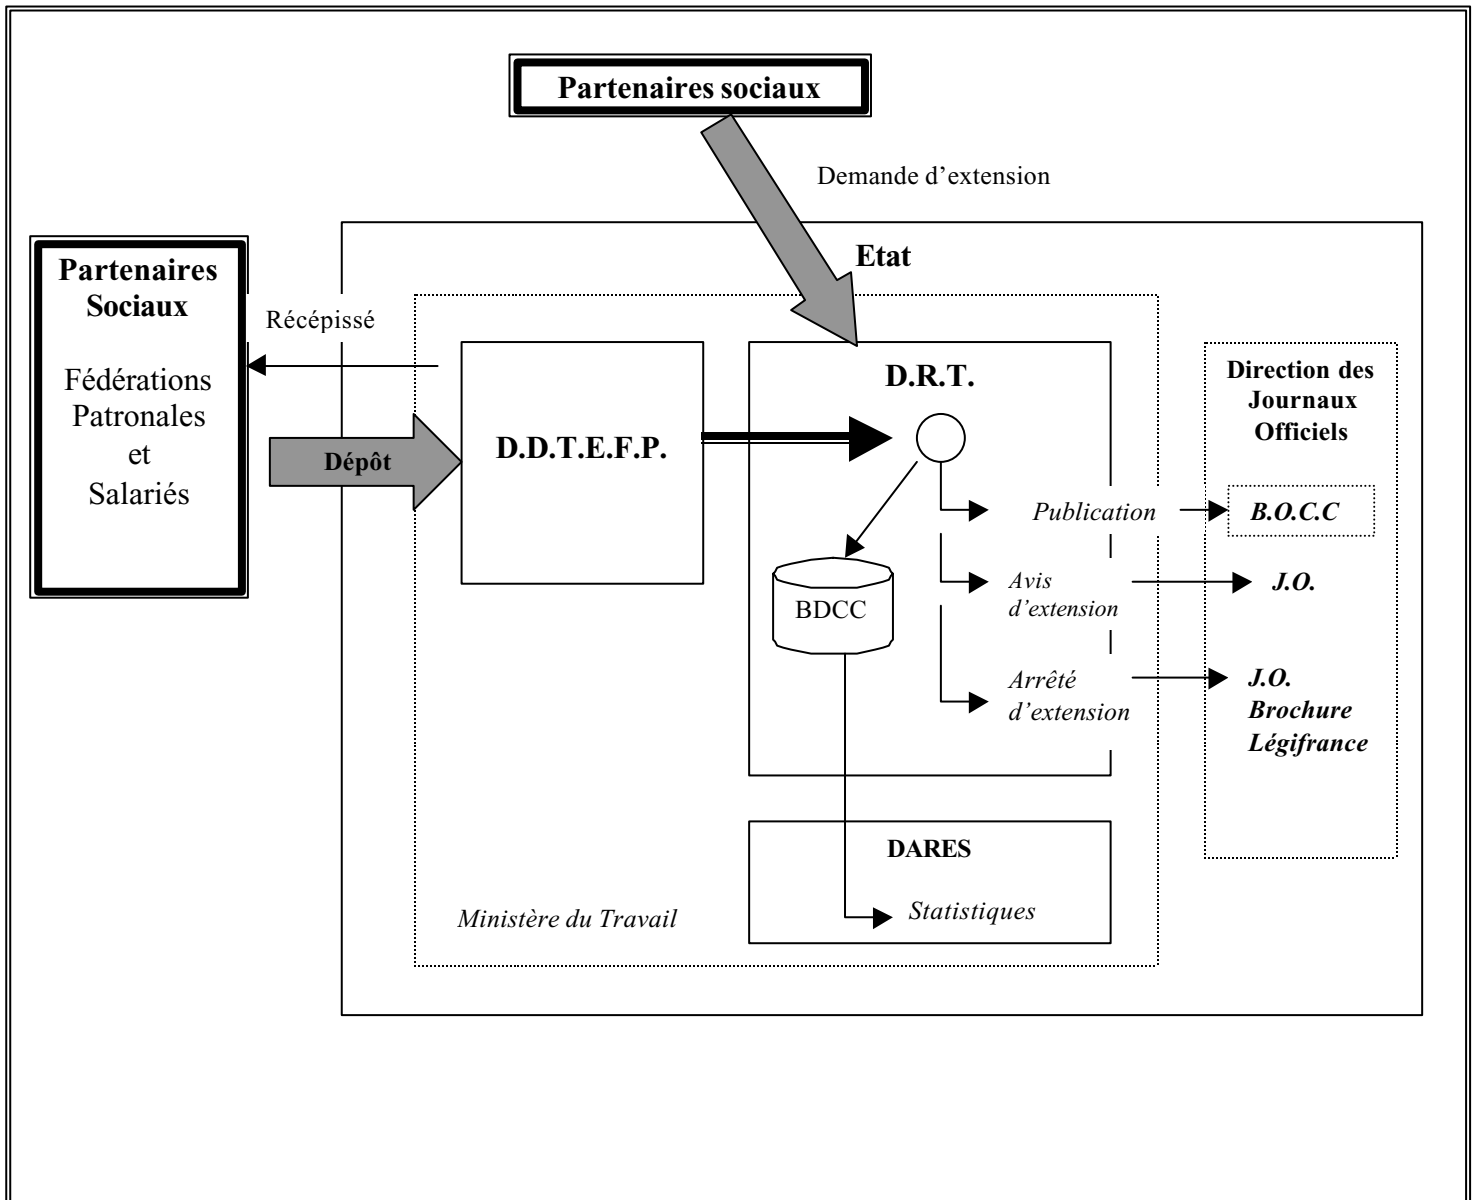 Partenaires sociaux
Demande d’extension
Etat
Partenaires
Sociaux
Fédérations
Patronales
et
Salariés
Récépissé
Dépôt
D.D.T.E.F.P.
D.R.T.
BDCC
Publication
Avis
d’extension
Arrêté
d’extension
Direction des
Journaux
Officiels
B.O.C.C
J.O.
J.O.
Brochure
Légifrance
DARES
Statistiques
Ministère du Travail